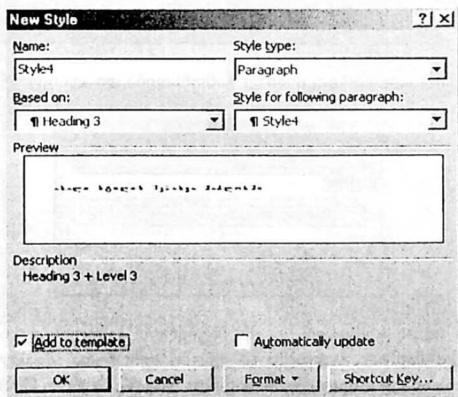 New Style ? ×
Name: Style type:
Style4 Paragraph
Based on: Style for following paragraph:
¶ Heading 3 ¶ Style4
Preview
Description
Heading 3 + Level 3
Add to template Automatically update
OK Cancel Format Shortcut Key...